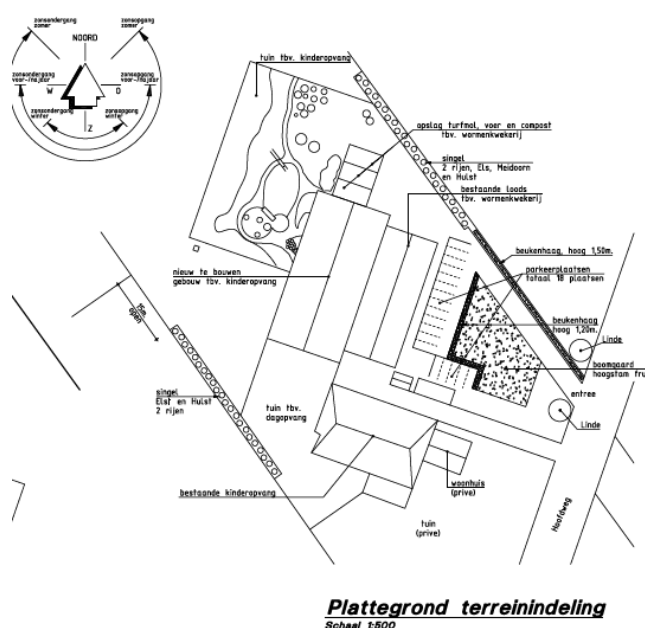 zonsondergang
zomer
zonsopgang
zomer
NOORD
zonsondergang
voor-/najaar
zonsopgang
voor-/najaar
W
O
zonsondergang
winter
zonsopgang
winter
Z
tuin tbv. kinderopvang
opslag turfmol, voer en compost
tbv. wormenkwekerij
singel
2 rijen, Els, Meidoorn
en Hulst
bestaande loods
tbv. wormenkwekerij
beukenhaag, hoog 1,50m.
nieuw te bouwen
gebouw tbv. kinderopvang
parkeerplaatsen
totaal 18 plaatsen
15m.
open
beukenhaag
hoog 1,20m.
Linde
boomgaard
hoogstam fru
singel
Elst en Hulst
2 rijen
entree
tuin tbv.
dagopvang
Linde
bestaande kinderopvang
woonhuis
(prive)
tuin
(prive)
Hoofdweg
Plattegrond terreinindeling
Schaal 1:500